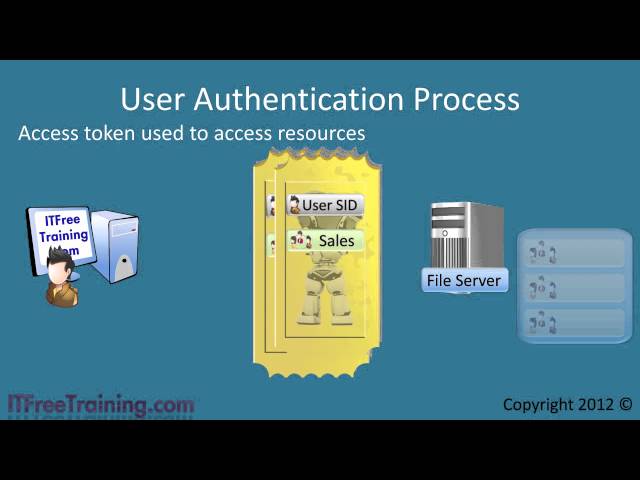 User Authentication Process
Access token used to access resources
ITFree
Training
User SID
Sales
File Server
ITFreeTraining.com
Copyright 2012 ©